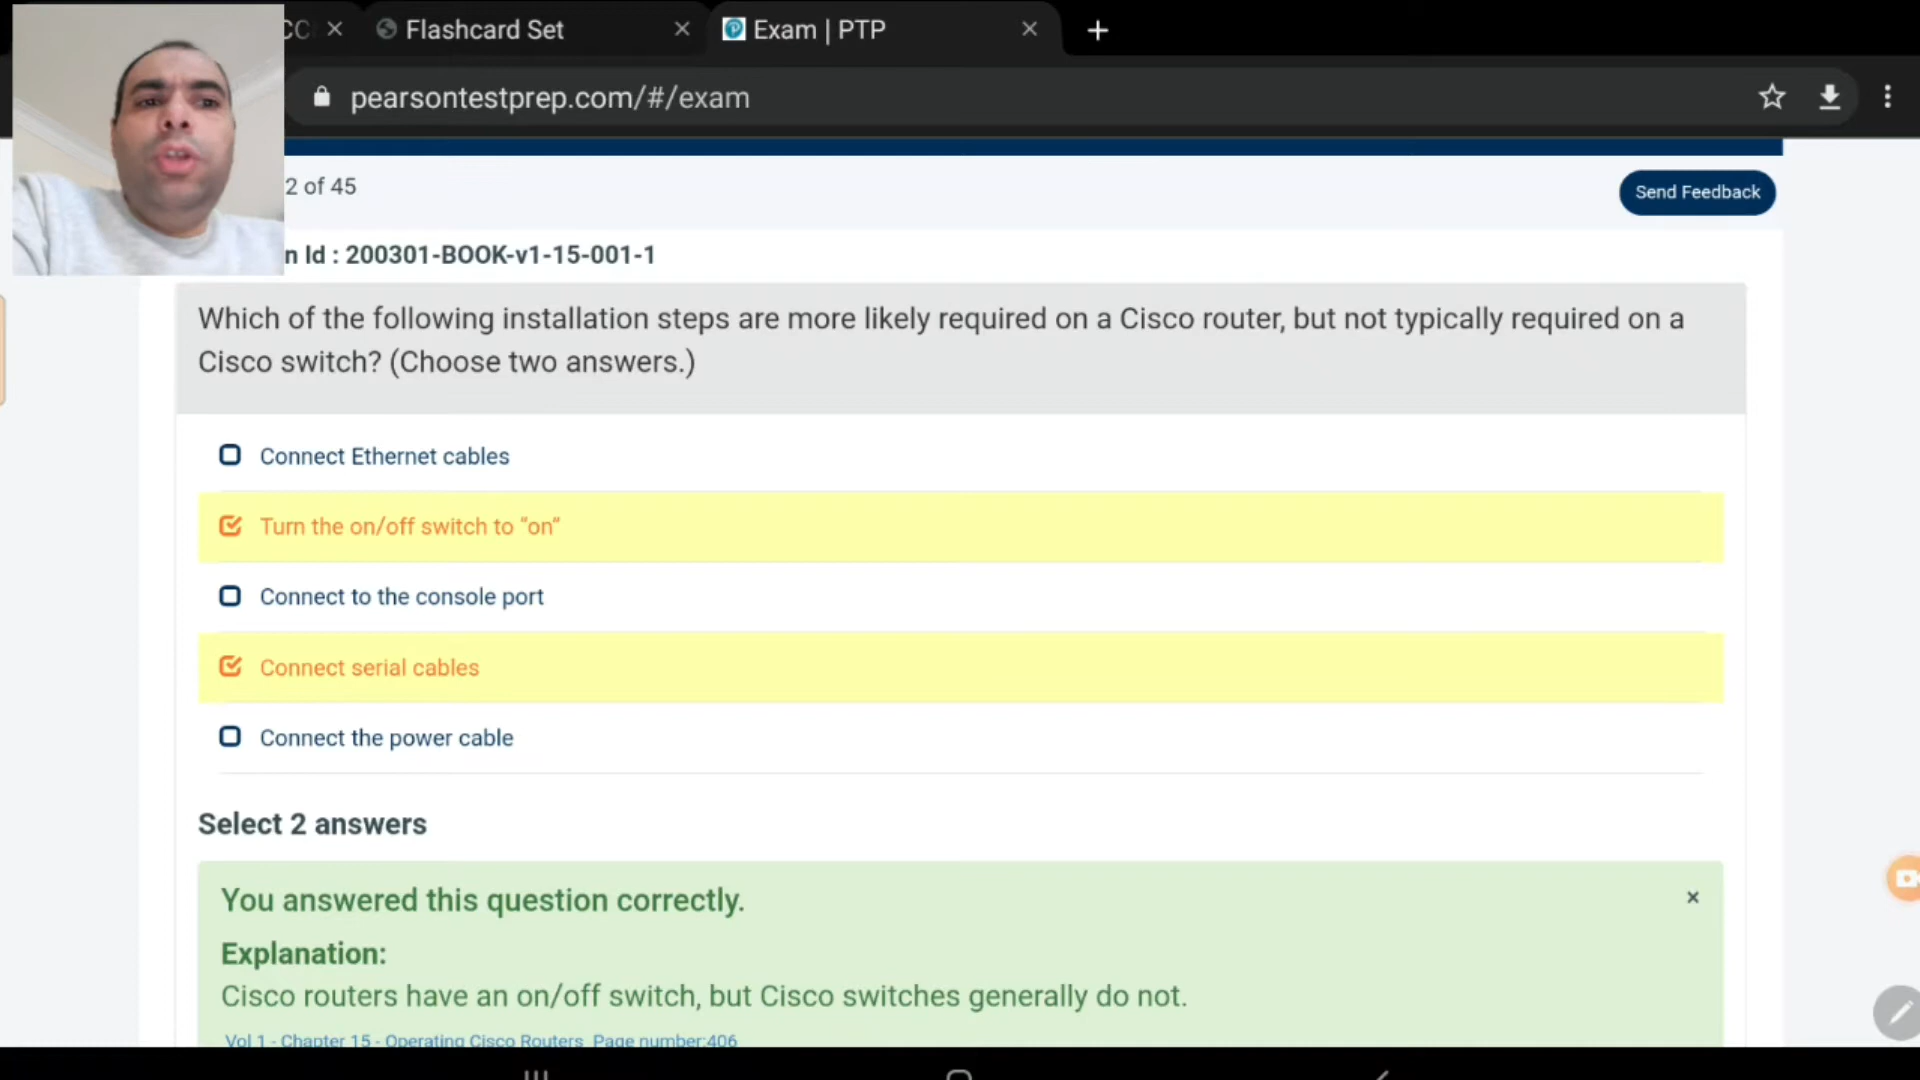 CC
Flashcard Set
Exam | PTP
pearsontestprep.com/#/exam
2 of 45
Send Feedback
n Id : 200301-BOOK-v1-15-001-1
Which of the following installation steps are more likely required on a Cisco router, but not typically required on a
Cisco switch? (Choose two answers.)
Connect Ethernet cables
Turn the on/off switch to “on”
Connect to the console port
Connect serial cables
Connect the power cable
Select 2 answers
You answered this question correctly.
Explanation:
Cisco routers have an on/off switch, but Cisco switches generally do not.
Vol 1 - Chapter 15 - Operating Cisco Routers Page number:406